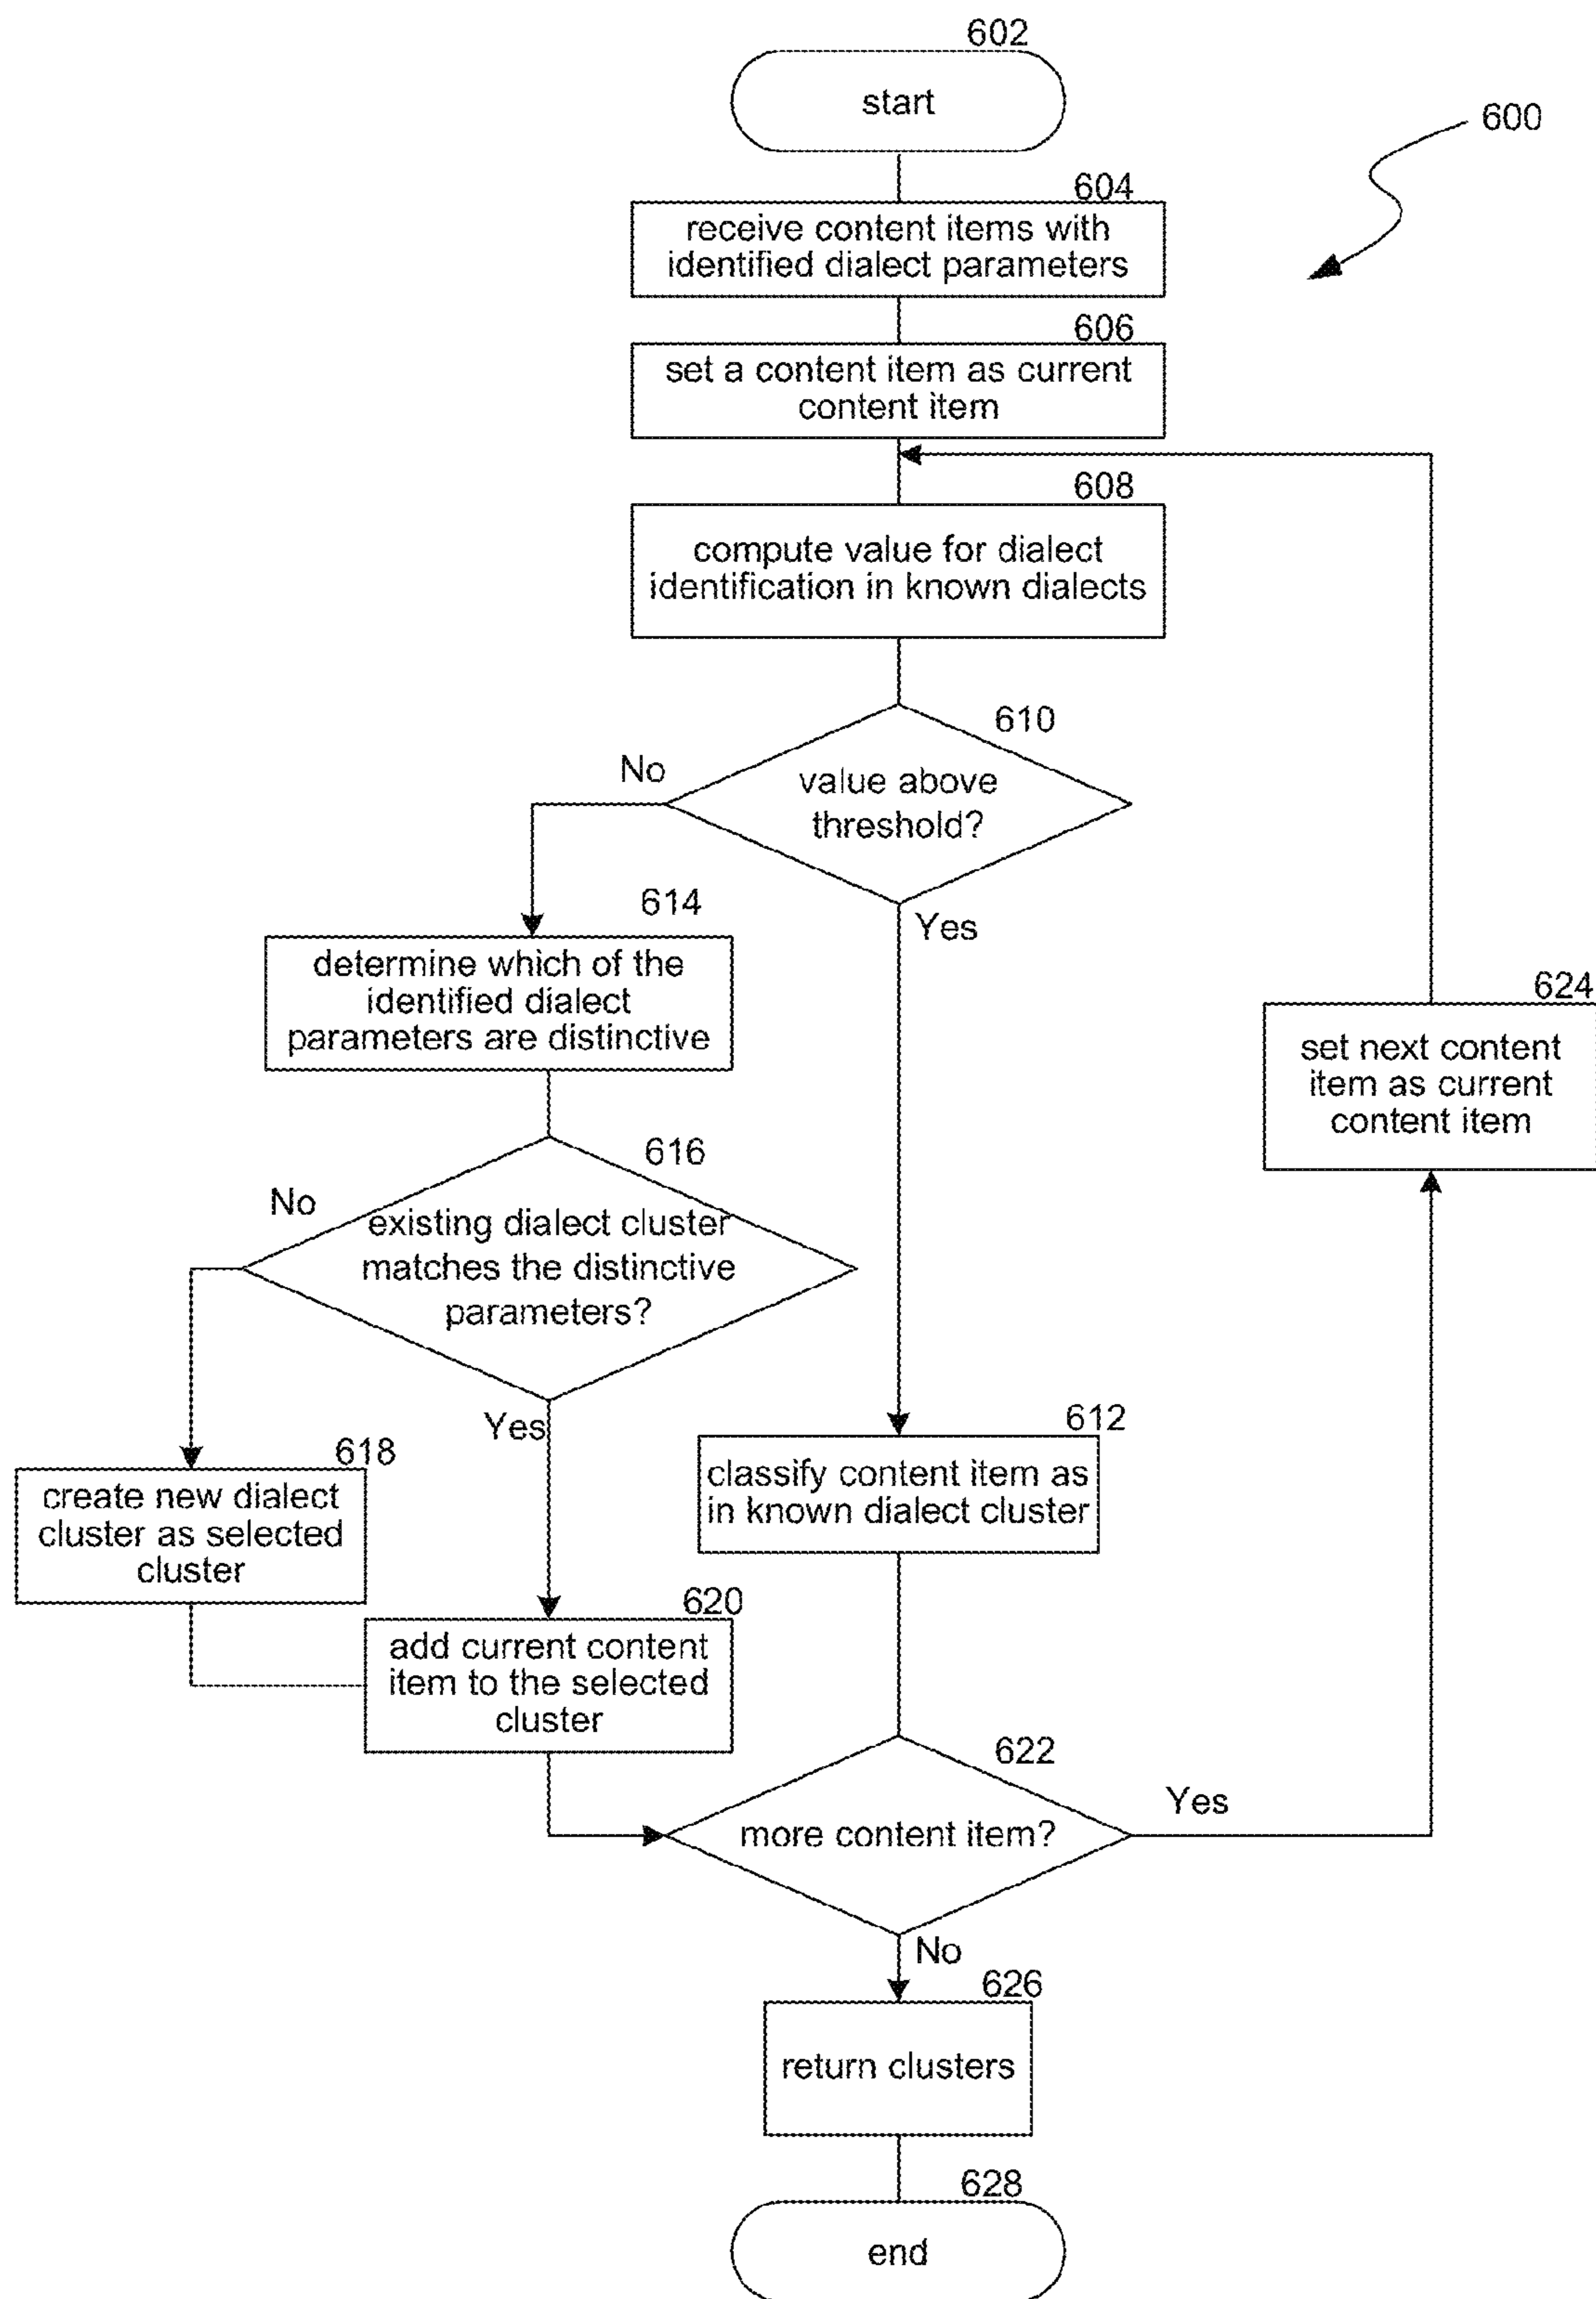 602
start
600
604
receive content items with
identified dialect parameters
606
set a content item as current
content item
608
compute value for dialect
identification in known dialects
610
No
value above
threshold?
Yes
614
determine which of the
identified dialect
parameters are distinctive
624
set next content
item as current
content item
616
No
existing dialect cluster
matches the distinctive
parameters?
Yes
612
classify content item as
in known dialect cluster
618
create new dialect
cluster as selected
cluster
620
add current content
item to the selected
cluster
622
Yes
more content item?
No
626
return clusters
628
end